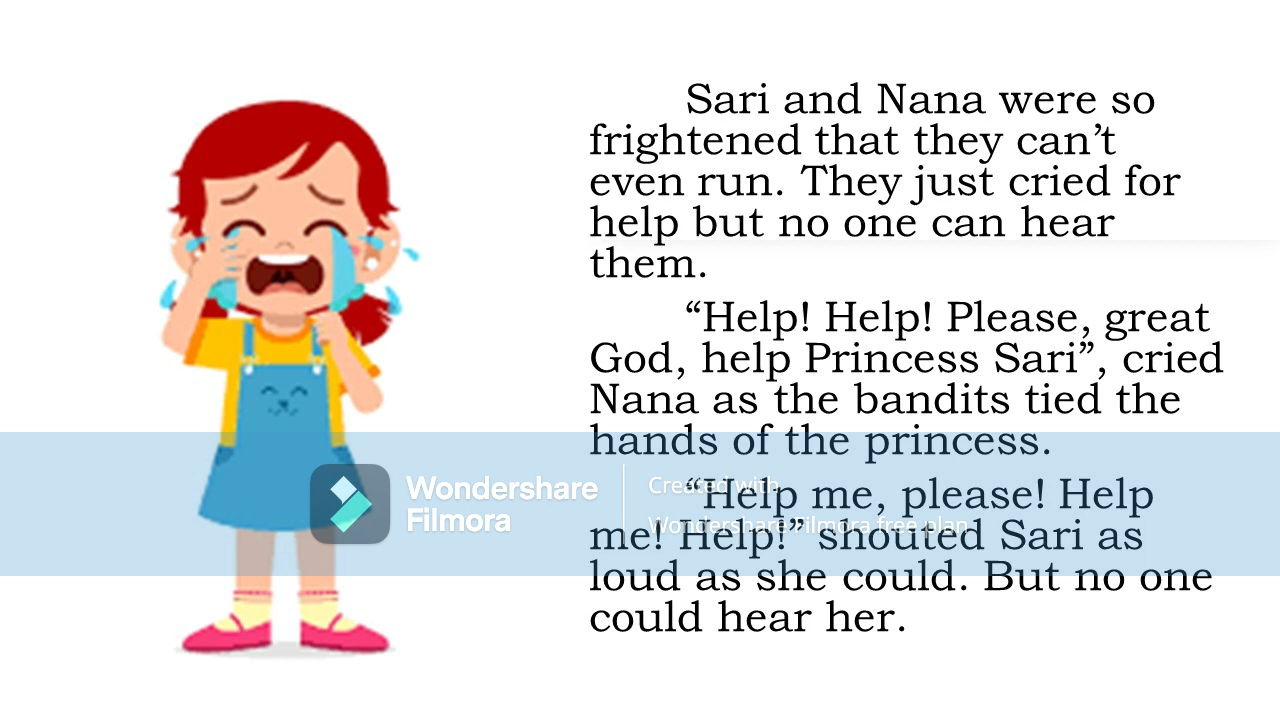 Sari and Nana were so
frightened that they can’t
even run. They just cried for
help but no one can hear
them.
“Help! Help! Please, great
God, help Princess Sari”, cried
Nana as the bandits tied the
hands of the princess.
“Help me, please! Help
me! Help!” shouted Sari as
loud as she could. But no one
could hear her.
Wondershare
Filmora
Created with
Wondershare Filmora free plan